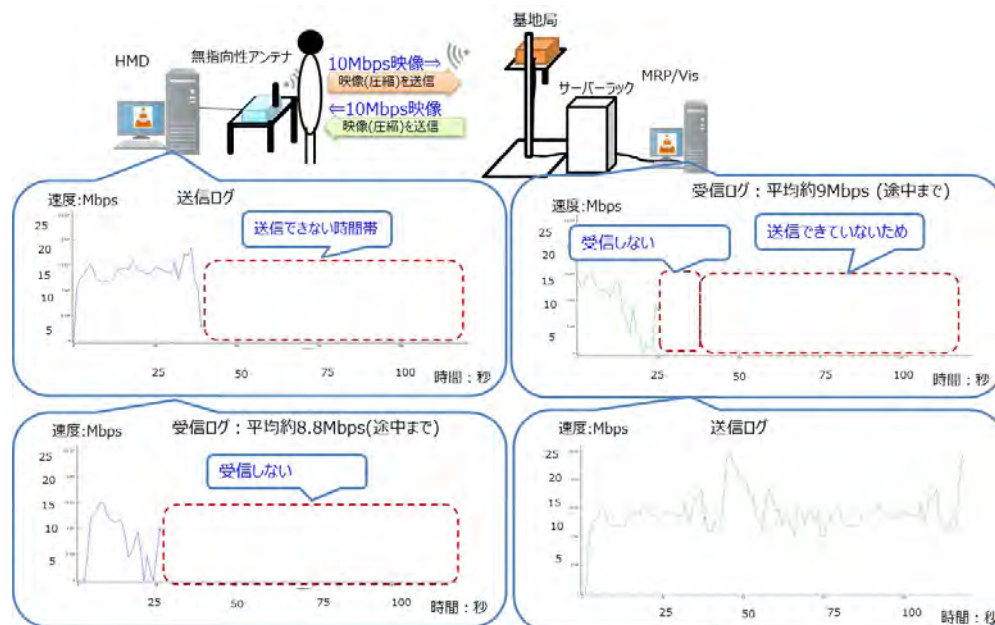 基地局
HMD
無指向性アンテナ
10Mbps映像⇒
映像(圧縮)を送信
⇐10Mbps映像
映像(圧縮)を送信
サーバーラック
MRP/Vis
速度:Mbps
送信ログ
送信できない時間帯
25
20
15
10
5
25
50
75
100
時間：秒
受信ログ：平均約9Mbps (途中まで)
速度:Mbps
受信しない
送信できていないため
25
20
15
10
5
25
50
75
100
時間：秒
速度:Mbps
受信ログ：平均約8.8Mbps(途中まで)
受信しない
25
20
15
10
5
25
50
75
100
時間：秒
速度:Mbps
送信ログ
25
20
15
10
5
25
50
75
100
時間：秒